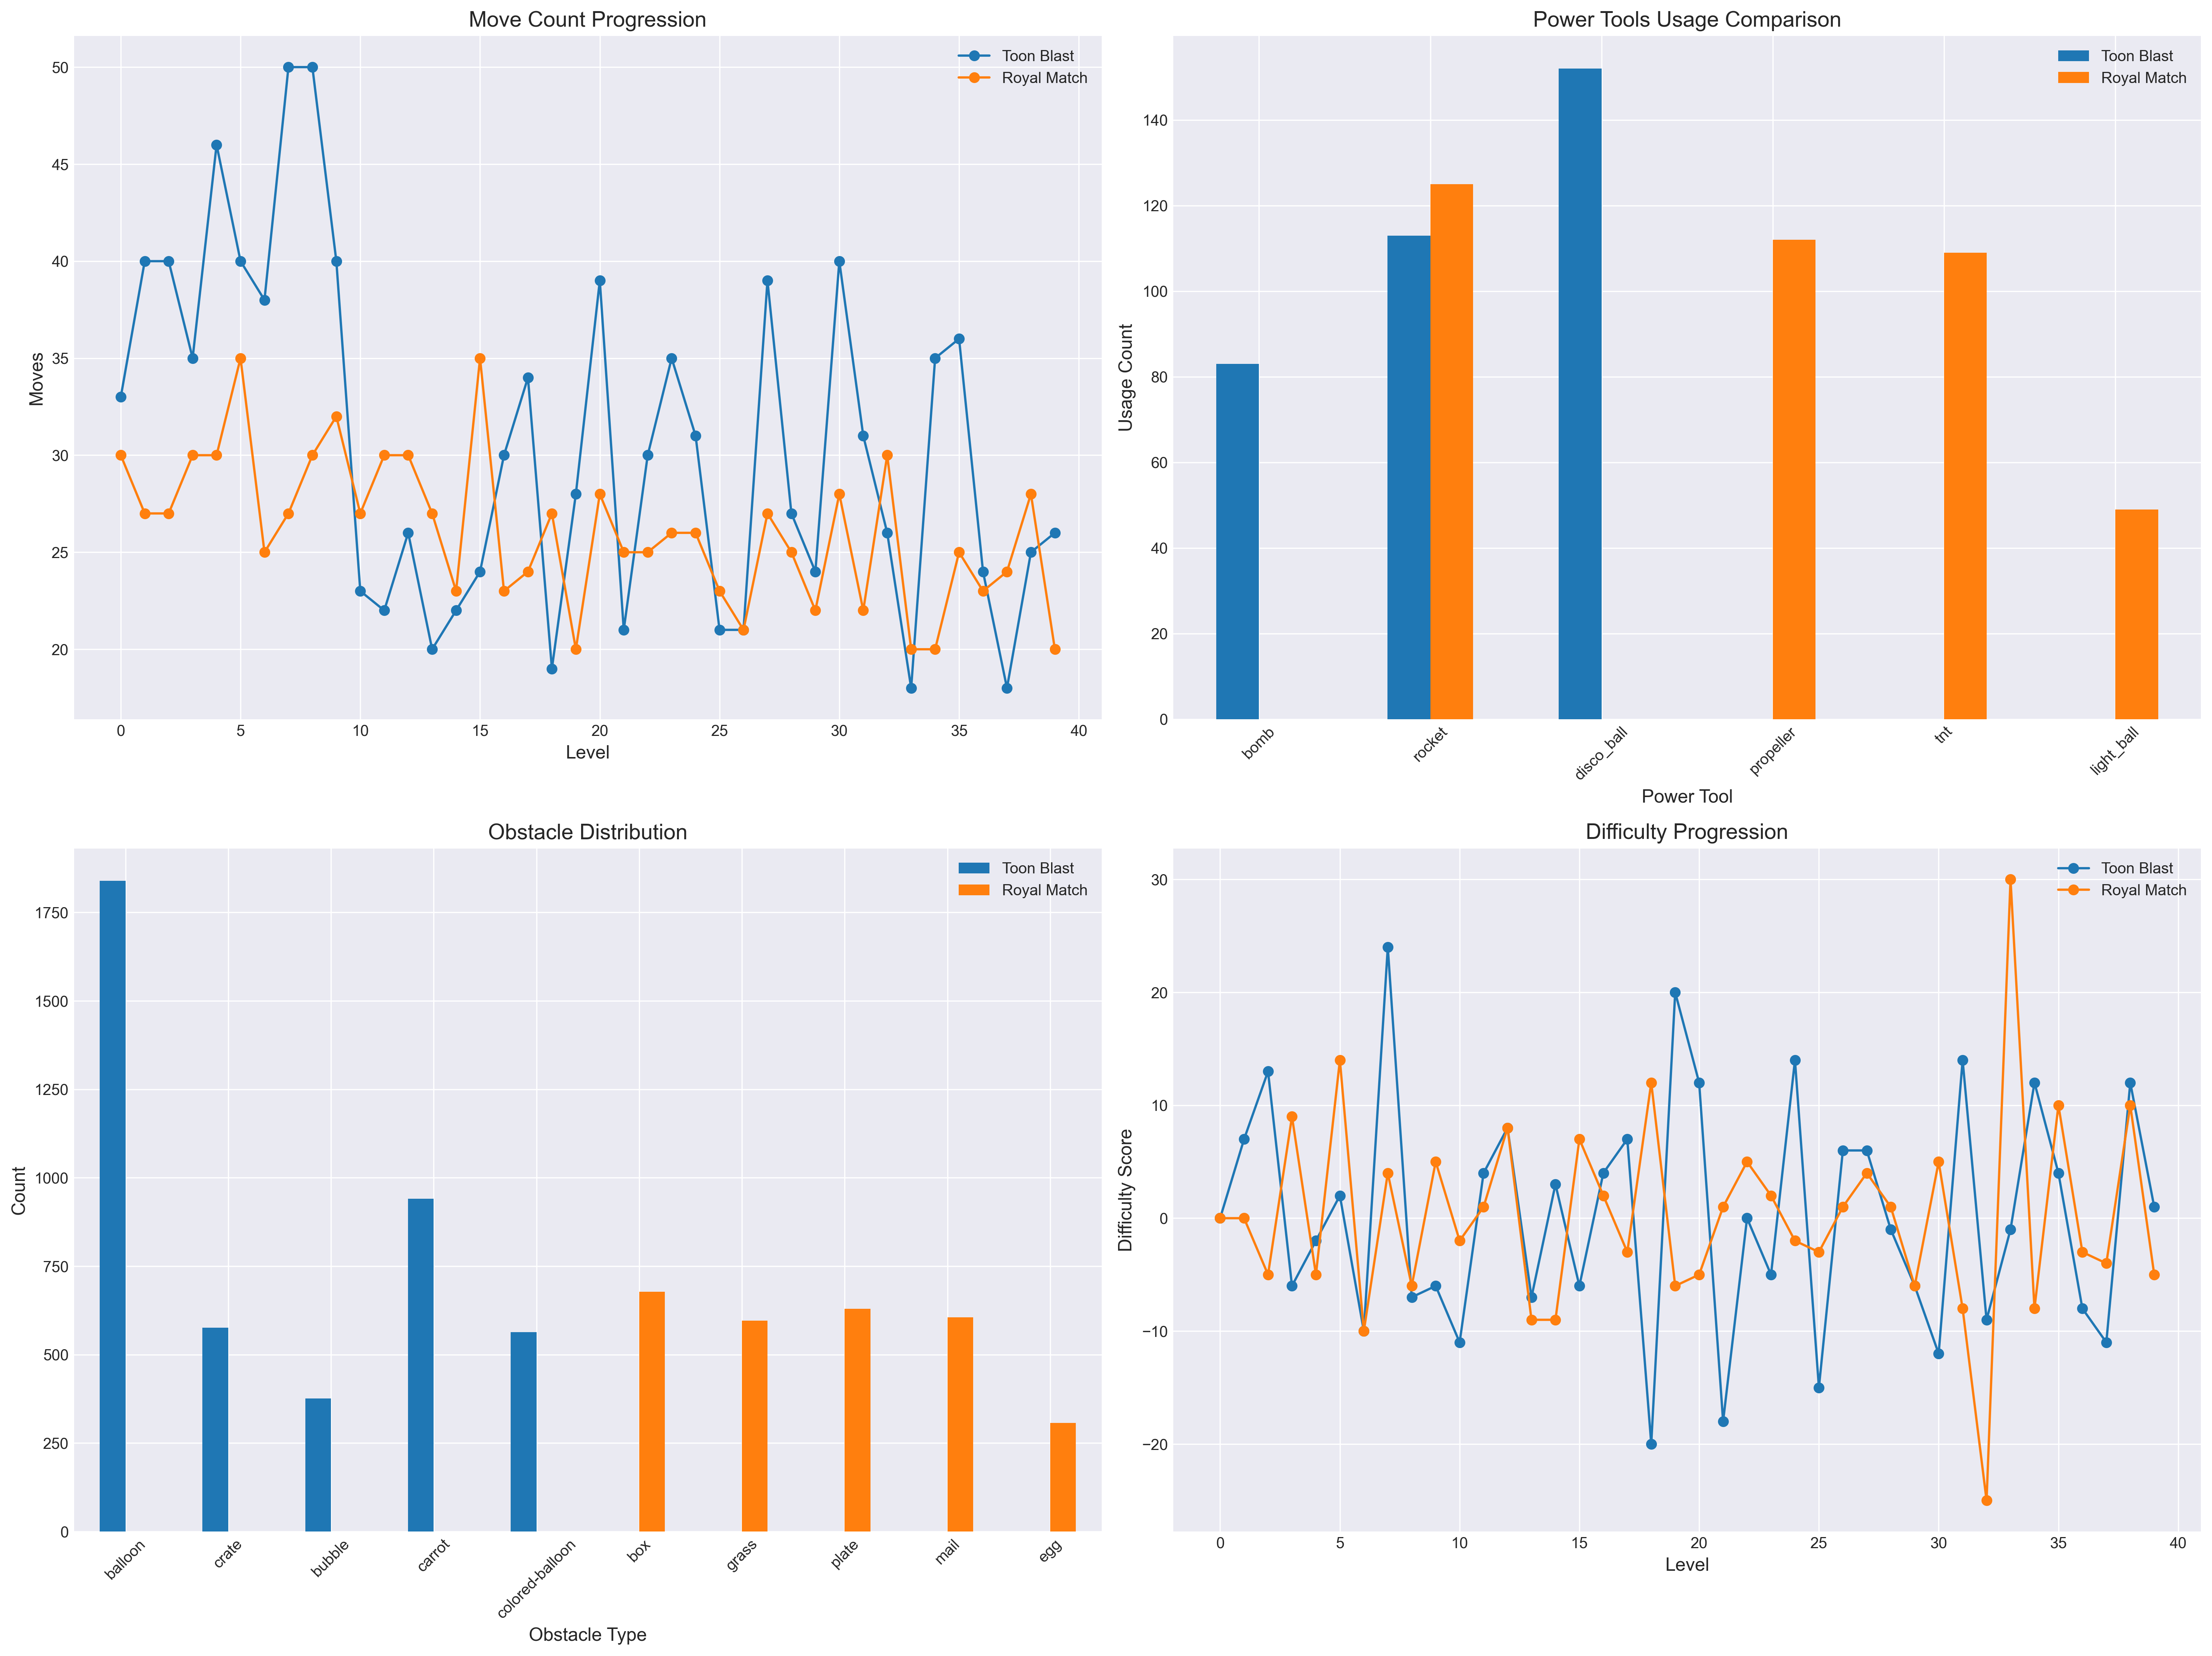 Move Count Progression
Toon Blast
Royal Match
50
45
40
35
30
25
20
Moves
0 5 10 15 20 25 30 35 40
Level
Power Tools Usage Comparison
Toon Blast
Royal Match
140
120
100
80
60
40
20
0
Usage Count
bomb rocket disco_ball propeller tnt light_ball
Power Tool
Obstacle Distribution
Toon Blast
Royal Match
1750
1500
1250
1000
750
500
250
0
Count
balloon crate bubble carrot colored-balloon box grass plate mail egg
Obstacle Type
Difficulty Progression
Toon Blast
Royal Match
30
20
10
0
−10
−20
Difficulty Score
0 5 10 15 20 25 30 35 40
Level